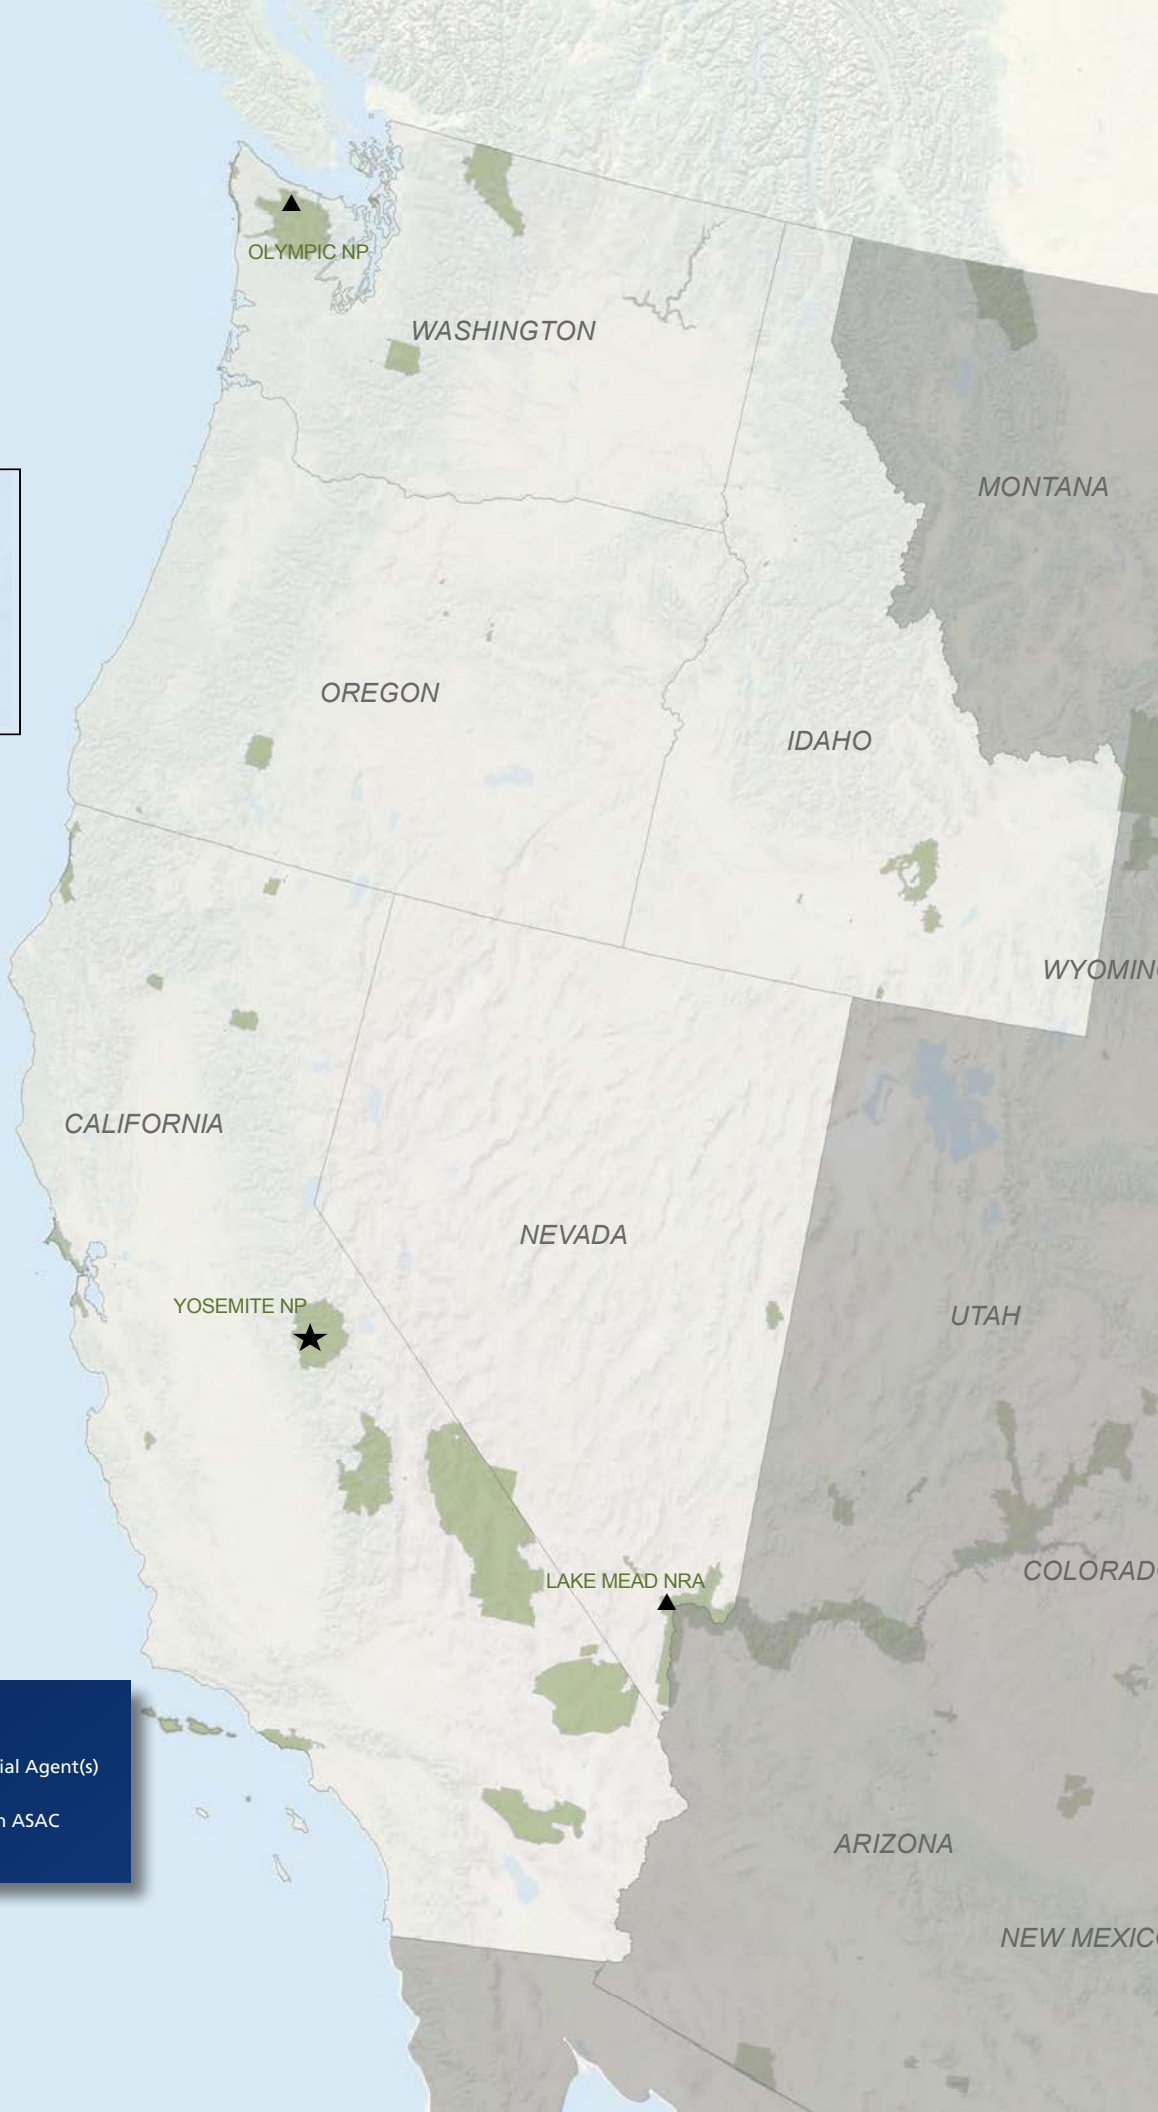 OLYMPIC NP
WASHINGTON
MONTANA
OREGON
IDAHO
WYOMIN
CALIFORNIA
NEVADA
YOSEMITE NP
UTAH
COLORAD
LAKE MEAD NRA
ial Agent(s)
n ASAC
ARIZONA
NEW MEXIC